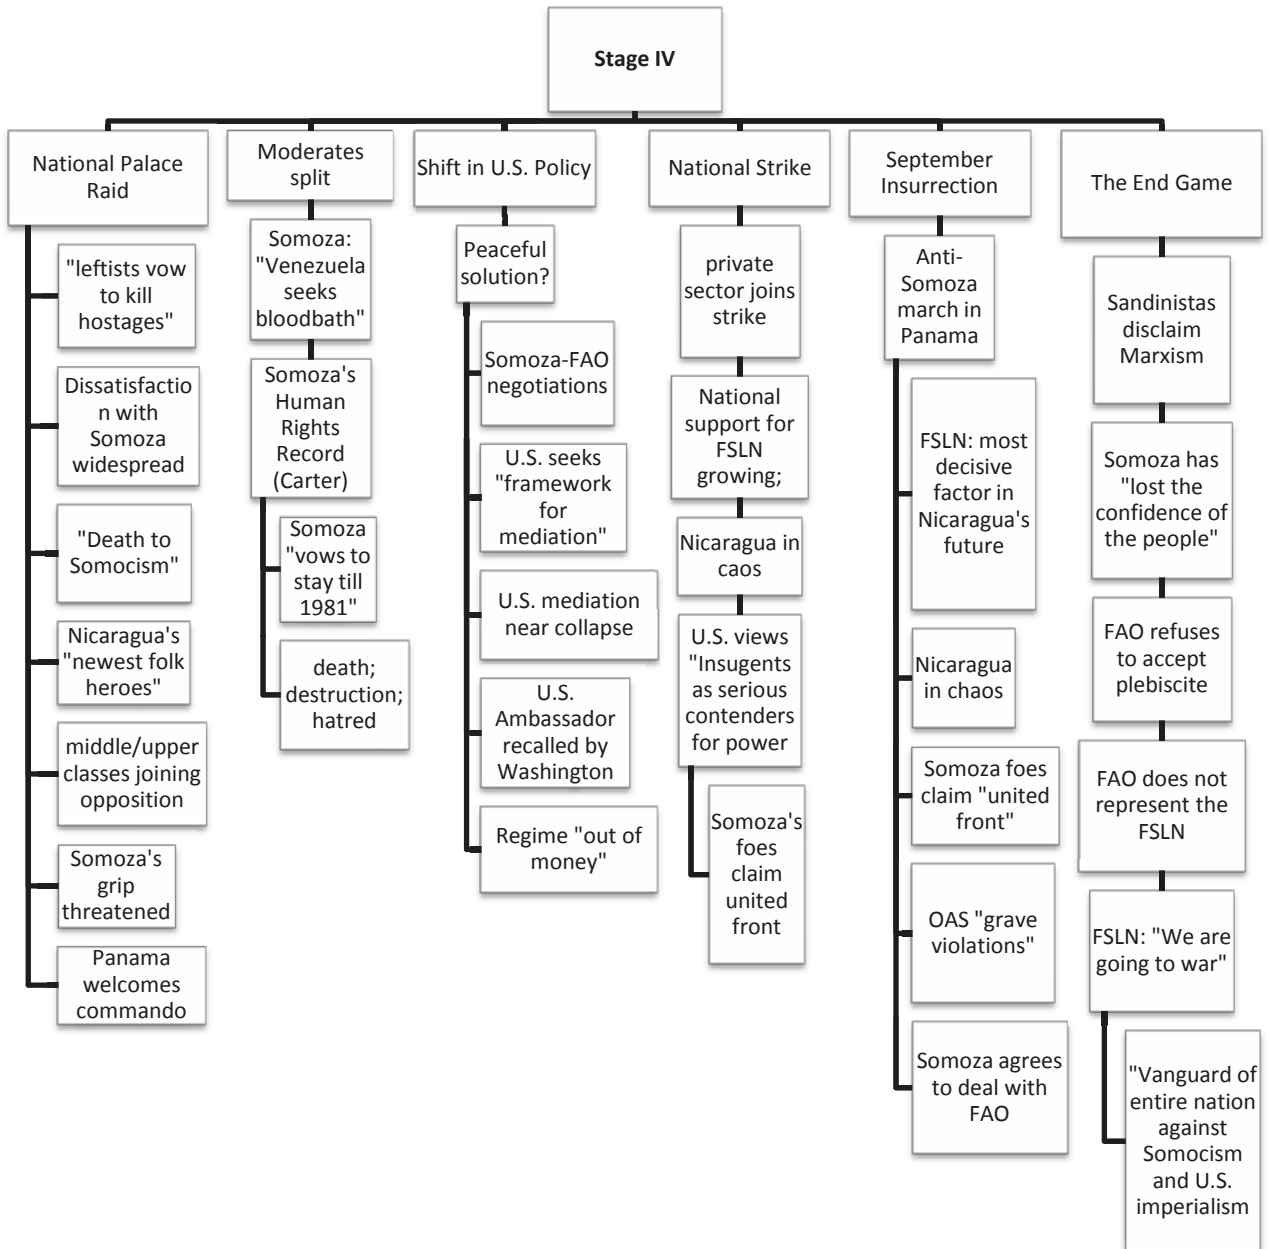 Stage IV
National Palace
Raid
"leftists vow
to kill
hostages"
Dissatisfactio
n with
Somoza
widespread
"Death to
Somocism"
Nicaragua's
"newest folk
heroes"
middle/upper
classes joining
opposition
Somoza's
grip
threatened
Panama
welcomes
commando
Moderates
split
Somoza:
"Venezuela
seeks
bloodbath"
Somoza's
Human
Rights
Record
(Carter)
Somoza
"vows to
stay till
1981"
death;
destruction;
hatred
Shift in U.S. Policy
Peaceful
solution?
Somoza-FAO
negotiations
U.S. seeks
"framework
for
mediation"
U.S. mediation
near collapse
U.S.
Ambassador
recalled by
Washington
Regime "out of
money"
National Strike
private
sector joins
strike
National
support for
FSLN
growing;
Nicaragua in
caos
U.S. views
"Insugents
as serious
contenders
for power
Somoza's
foes
claim
united
front
September
Insurrection
Anti-
Somoza
march in
Panama
FSLN: most
decisive
factor in
Nicaragua's
future
Nicaragua
in chaos
Somoza foes
claim "united
front"
OAS "grave
violations"
Somoza agrees
to deal with
FAO
The End Game
Sandinistas
disclaim
Marxism
Somoza has
"lost the
confidence of
the people"
FAO refuses
to accept
plebiscite
FAO does not
represent the
FSLN
FSLN: "We are
going to war"
"Vanguard of
entire nation
against
Somocism
and U.S.
imperialism